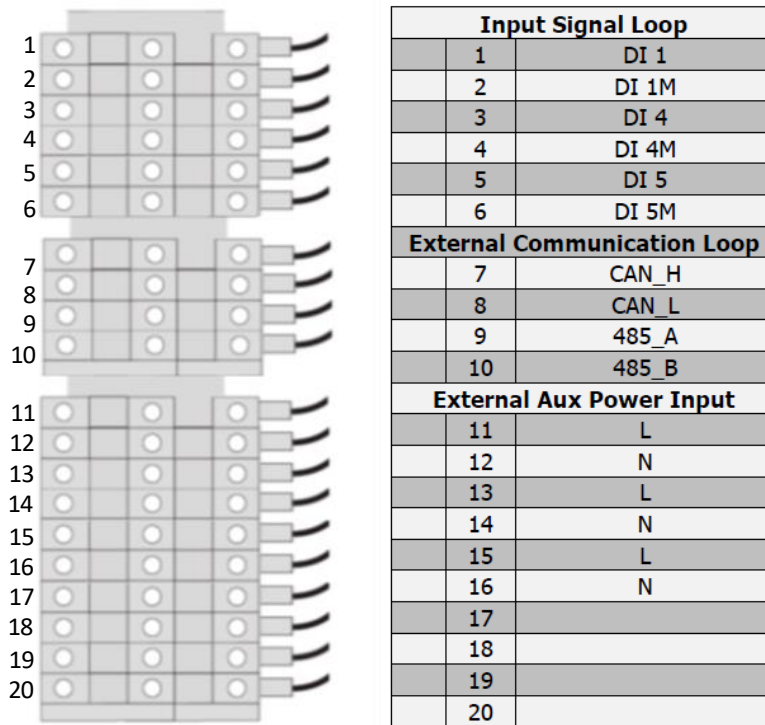 1
2
3
4
5
6
7
8
9
10
11
12
13
14
15
16
17
18
19
20
Input Signal Loop
1 DI 1
2 DI 1M
3 DI 4
4 DI 4M
5 DI 5
6 DI 5M
External Communication Loop
7 CAN_H
8 CAN_L
9 485_A
10 485_B
External Aux Power Input
11 L
12 N
13 L
14 N
15 L
16 N
17
18
19
20